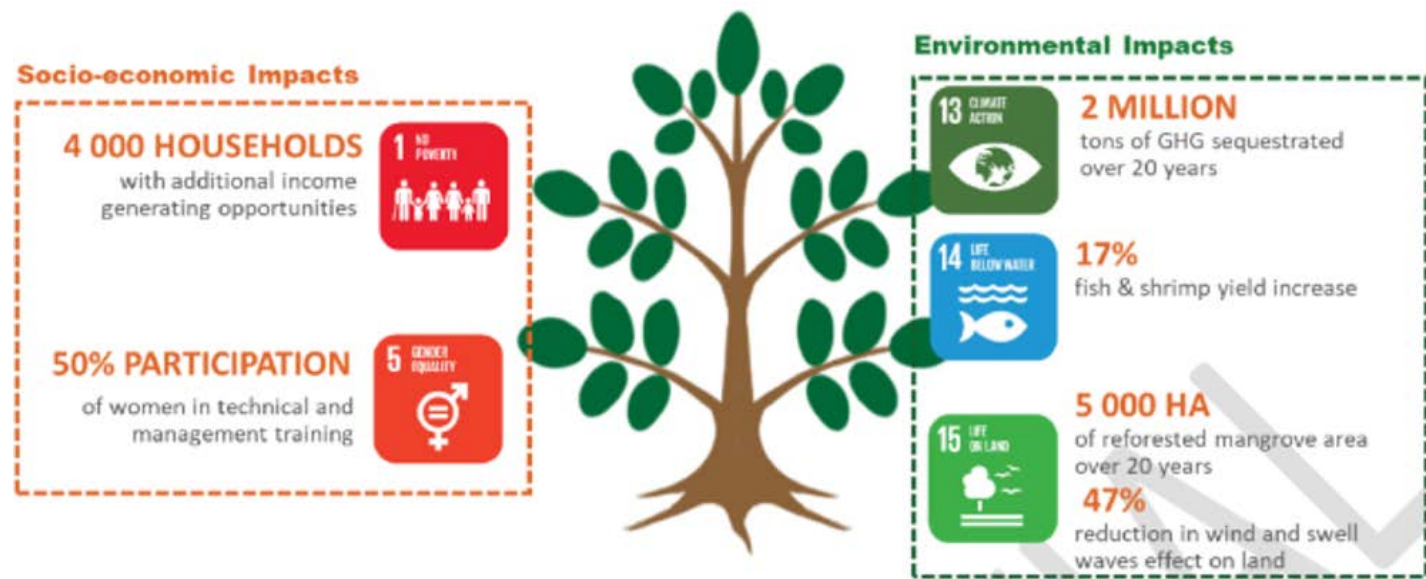 Socio-economic Impacts
4 000 HOUSEHOLDS
with additional income
generating opportunities
1 NO
POVERTY
50% PARTICIPATION
of women in technical and
management training
5 GENDER
EQUALITY
Environmental Impacts
13 CLIMATE
ACTION
2 MILLION
tons of GHG sequestrated
over 20 years
14 LIFE
BELOW WATER
17%
fish & shrimp yield increase
15 LIFE
ON LAND
5 000 HA
of reforested mangrove area
over 20 years
47%
reduction in wind and swell
waves effect on land